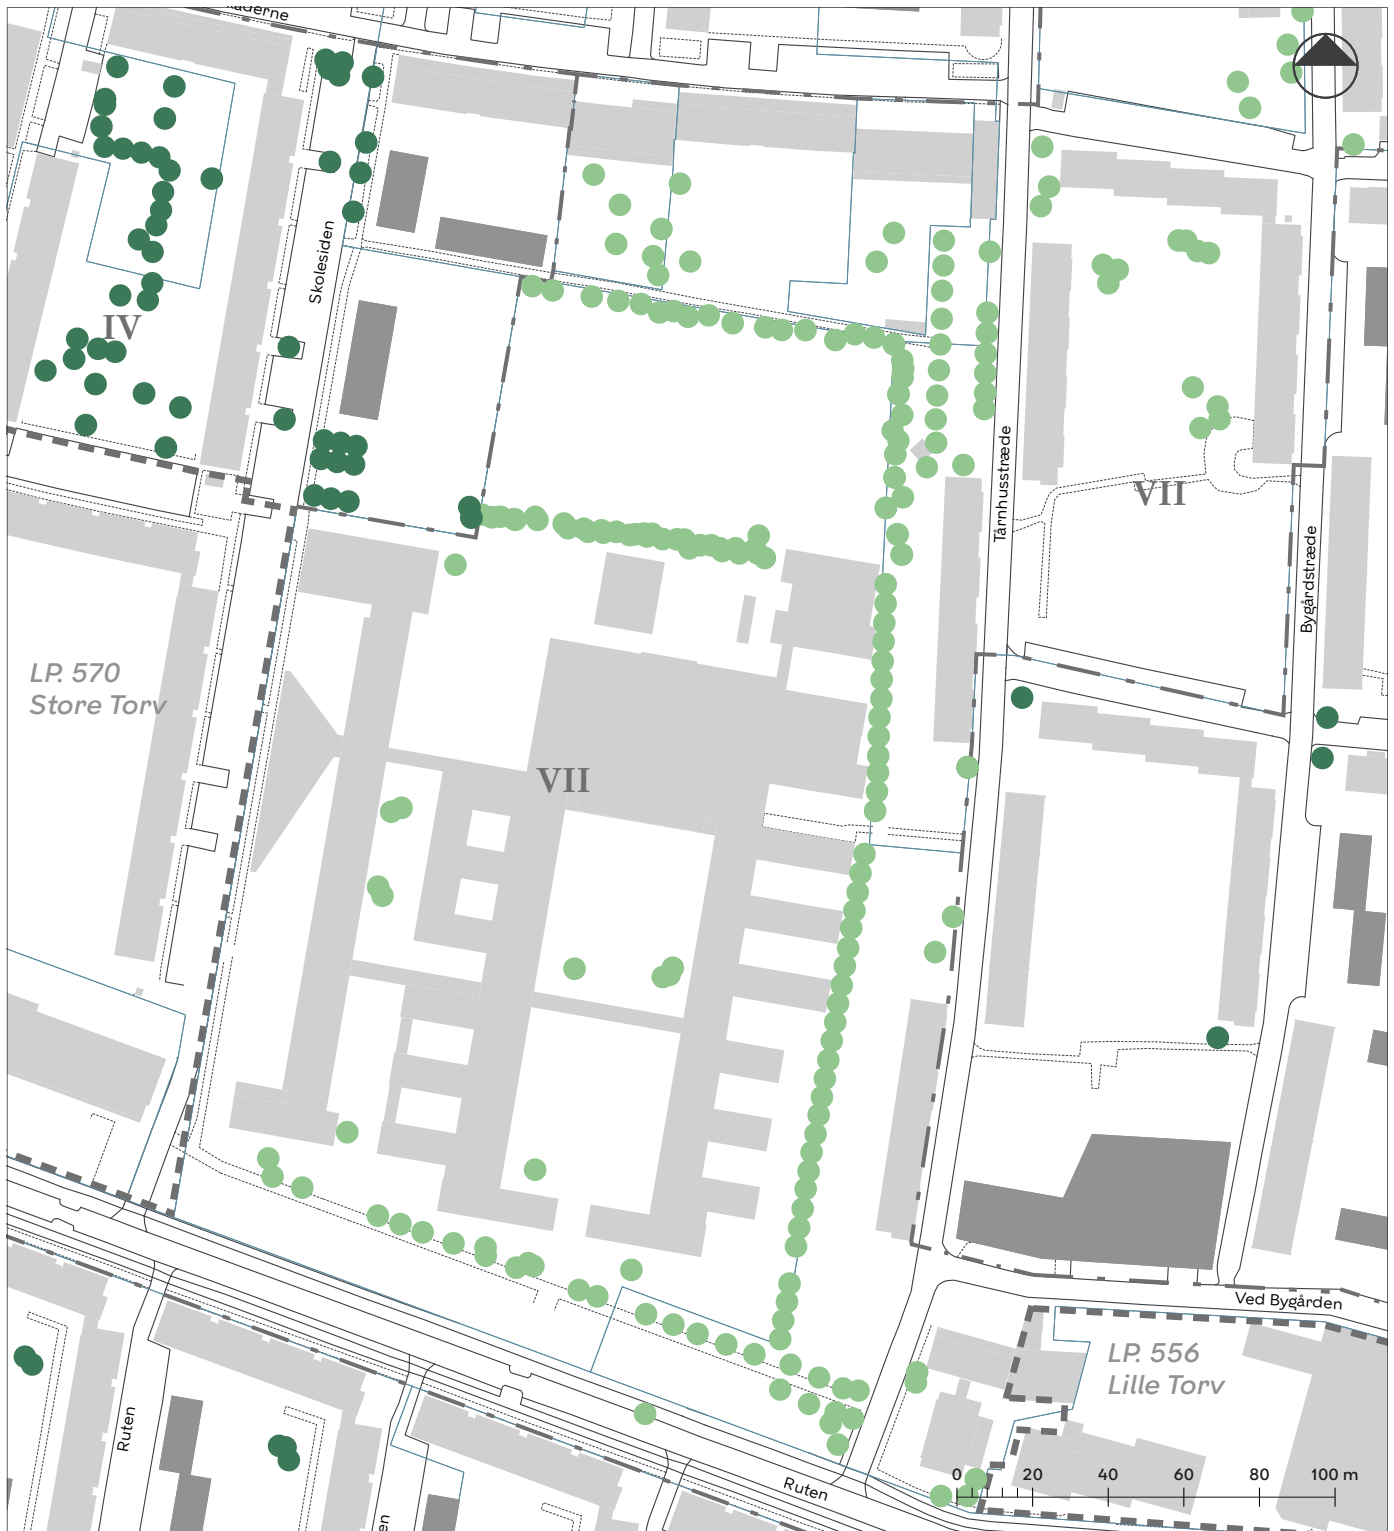 IV
Skolesiden
Tårnhusstræde
VII
Bygårdstræde
LP. 570
Store Torv
VII
Ved Bygården
LP. 556
Lille Torv
Ruten
Ruten
0 20 40 60 80 100 m